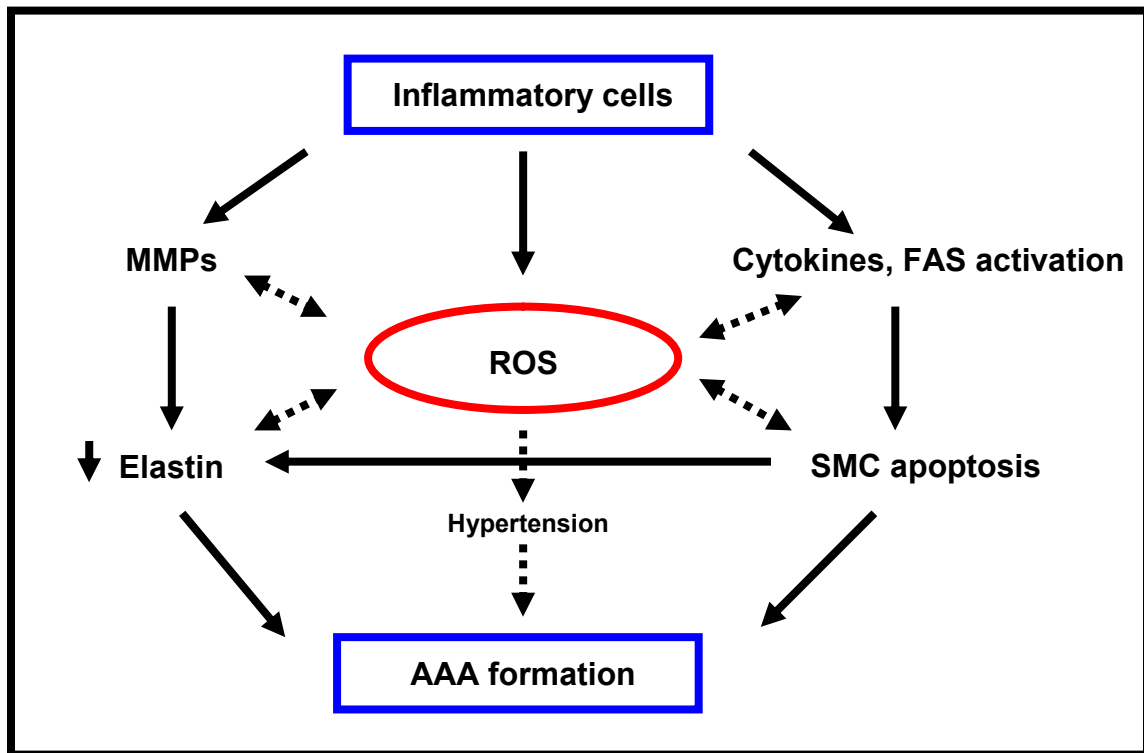 Inflammatory cells
MMPs
Cytokines, FAS activation
ROS
Elastin
SMC apoptosis
Hypertension
AAA formation